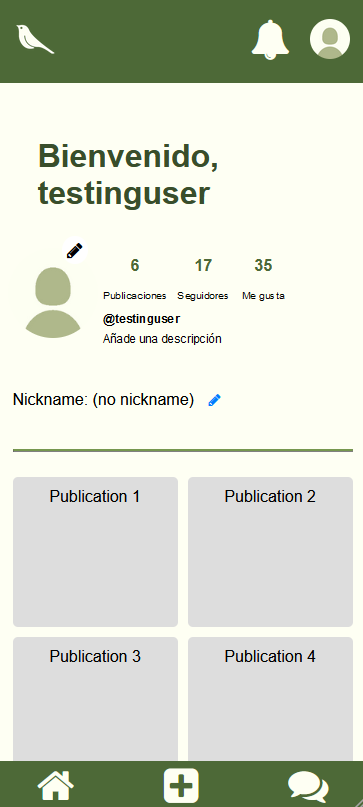 Bienvenido,
testinguser
6 17 35
Publicaciones Seguidores Me gusta
@testinguser
Añade una descripción
Nickname: (no nickname)
Publication 1 Publication 2
Publication 3 Publication 4